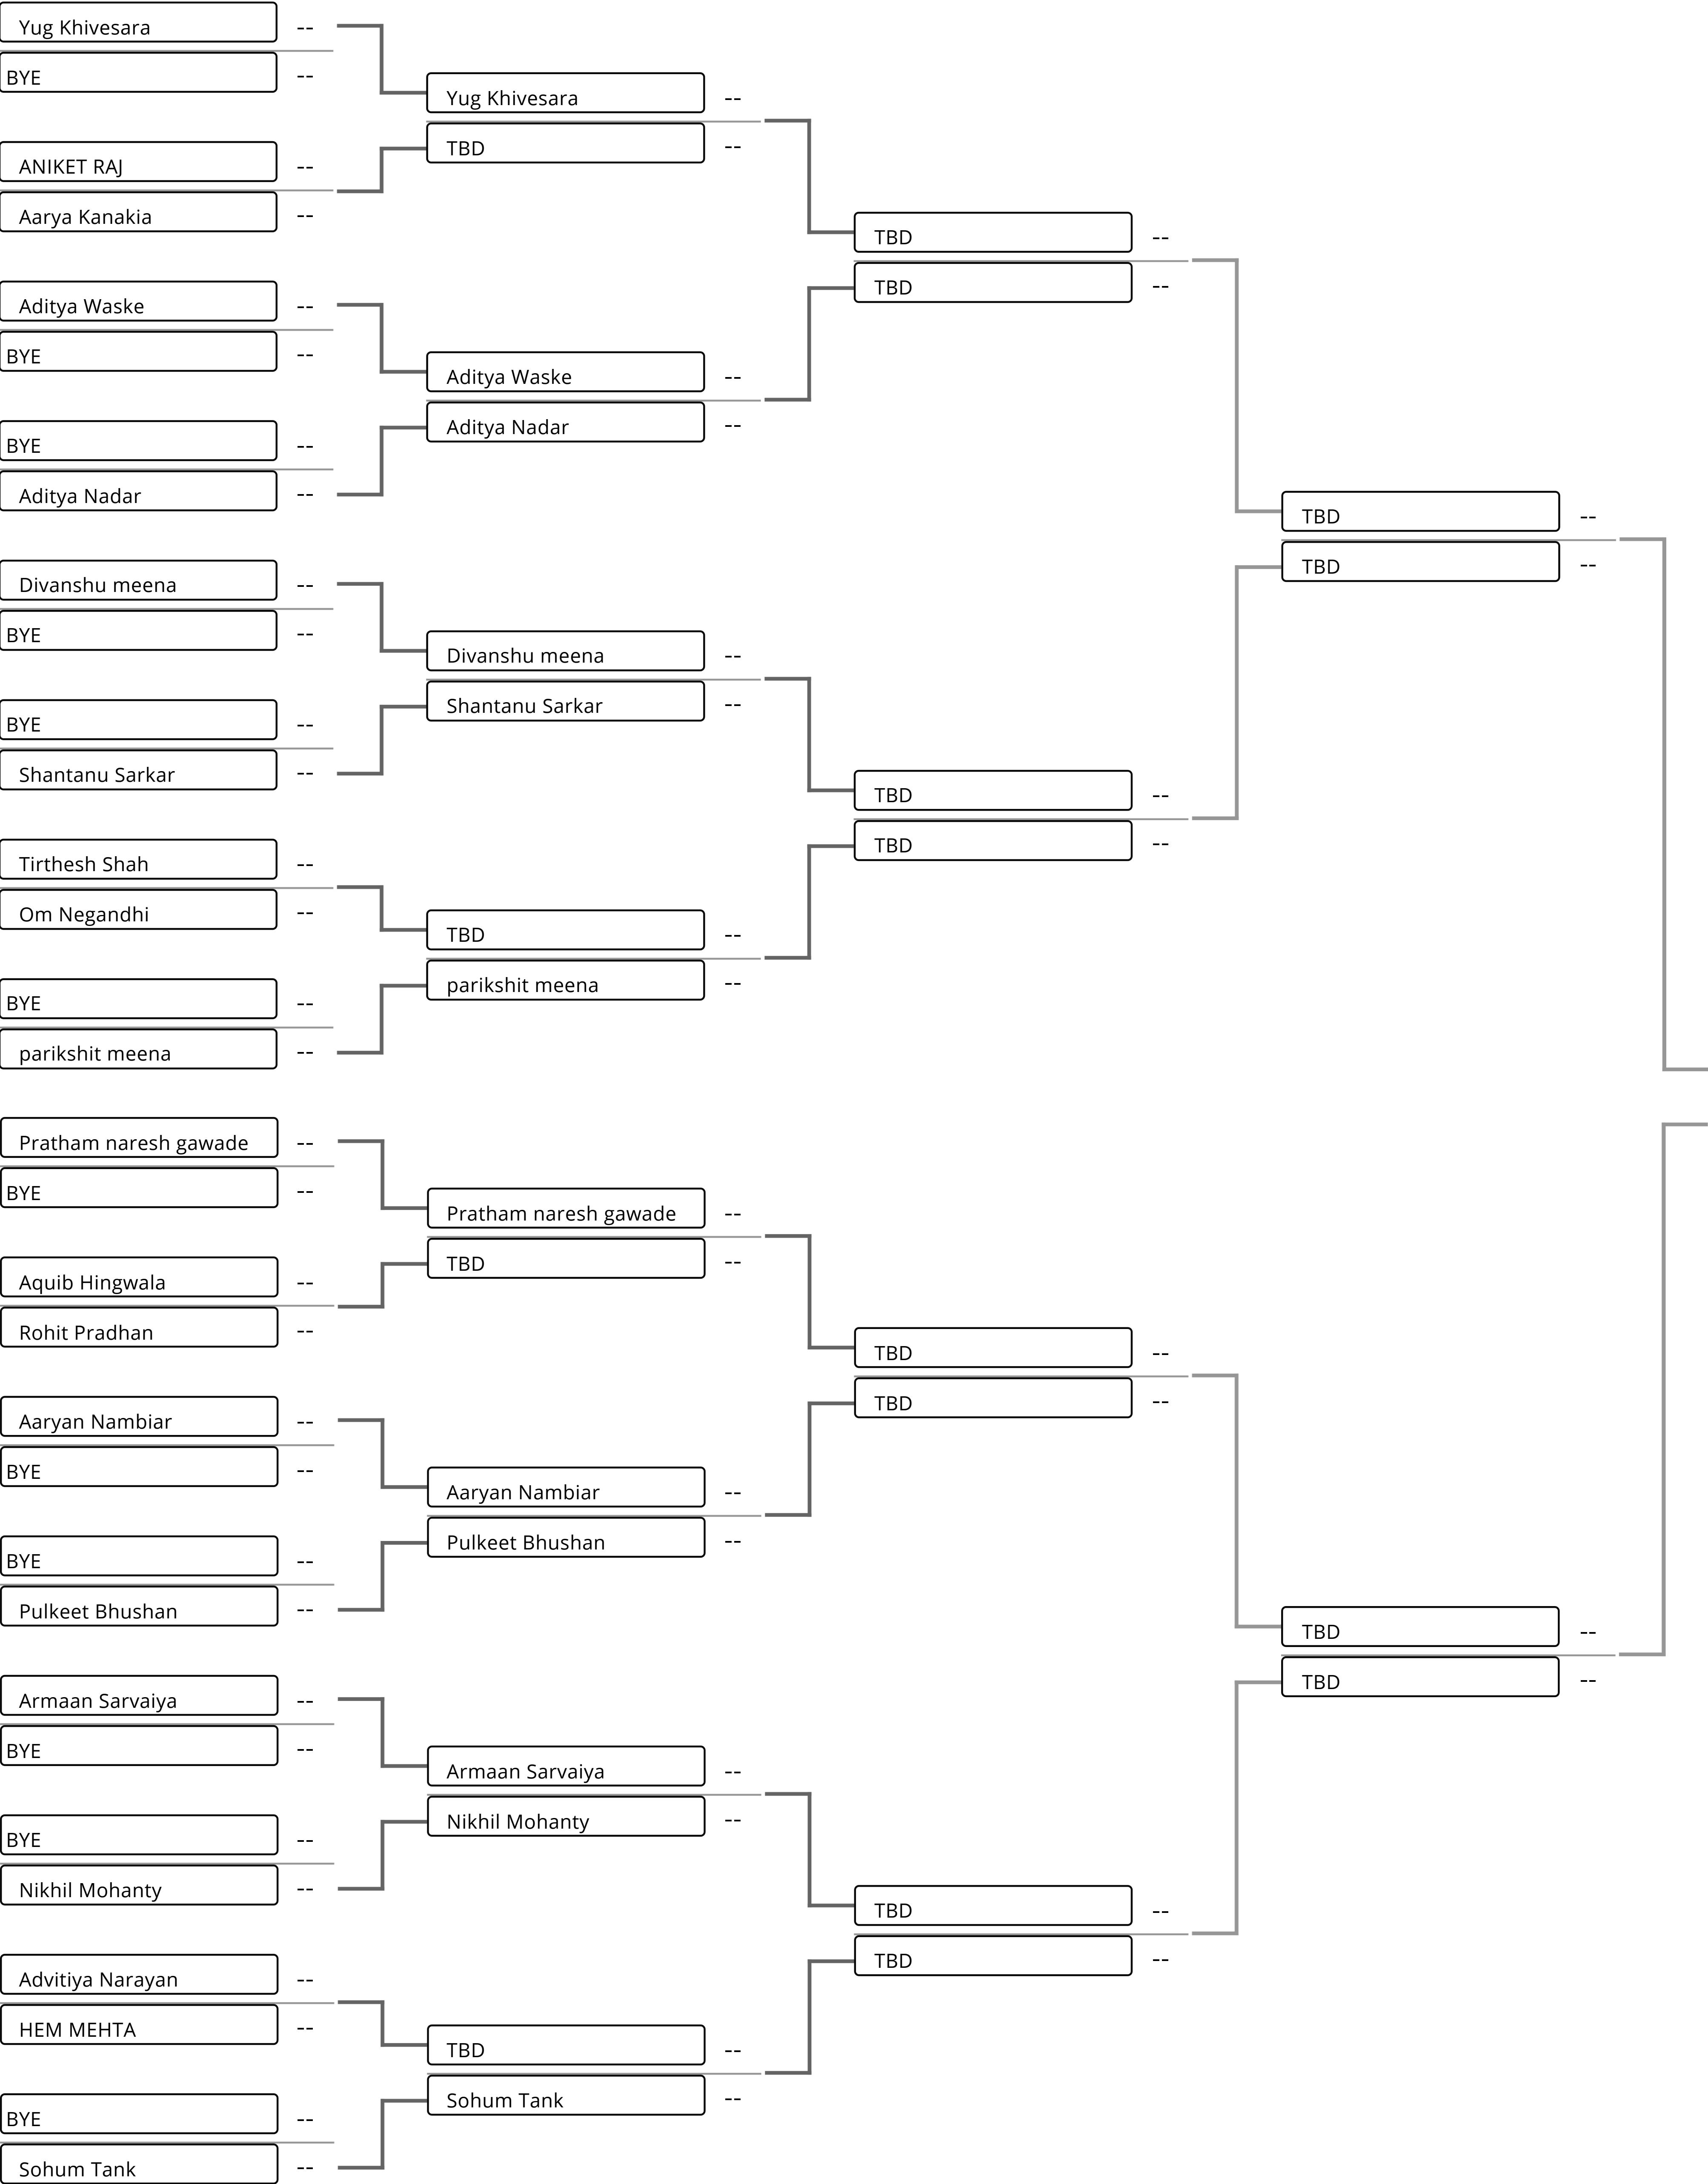 Yug Khivesara --
BYE --
ANIKET RAJ --
Aarya Kanakia --
Aditya Waske --
BYE --
BYE --
Aditya Nadar --
Divanshu meena --
BYE --
BYE --
Shantanu Sarkar --
Tirthesh Shah --
Om Negandhi --
BYE --
parikshit meena --
Pratham naresh gawade --
BYE --
Aquib Hingwala --
Rohit Pradhan --
Aaryan Nambiar --
BYE --
BYE --
Pulkeet Bhushan --
Armaan Sarvaiya --
BYE --
BYE --
Nikhil Mohanty --
Advitiya Narayan --
HEM MEHTA --
BYE --
Sohum Tank --
Yug Khivesara --
TBD --
Aditya Waske --
Aditya Nadar --
Divanshu meena --
Shantanu Sarkar --
TBD --
parikshit meena --
Pratham naresh gawade --
TBD --
Aaryan Nambiar --
Pulkeet Bhushan --
Armaan Sarvaiya --
Nikhil Mohanty --
TBD --
Sohum Tank --
TBD --
TBD --
TBD --
TBD --
TBD --
TBD --
TBD --
TBD --
TBD --
TBD --
TBD --
TBD --